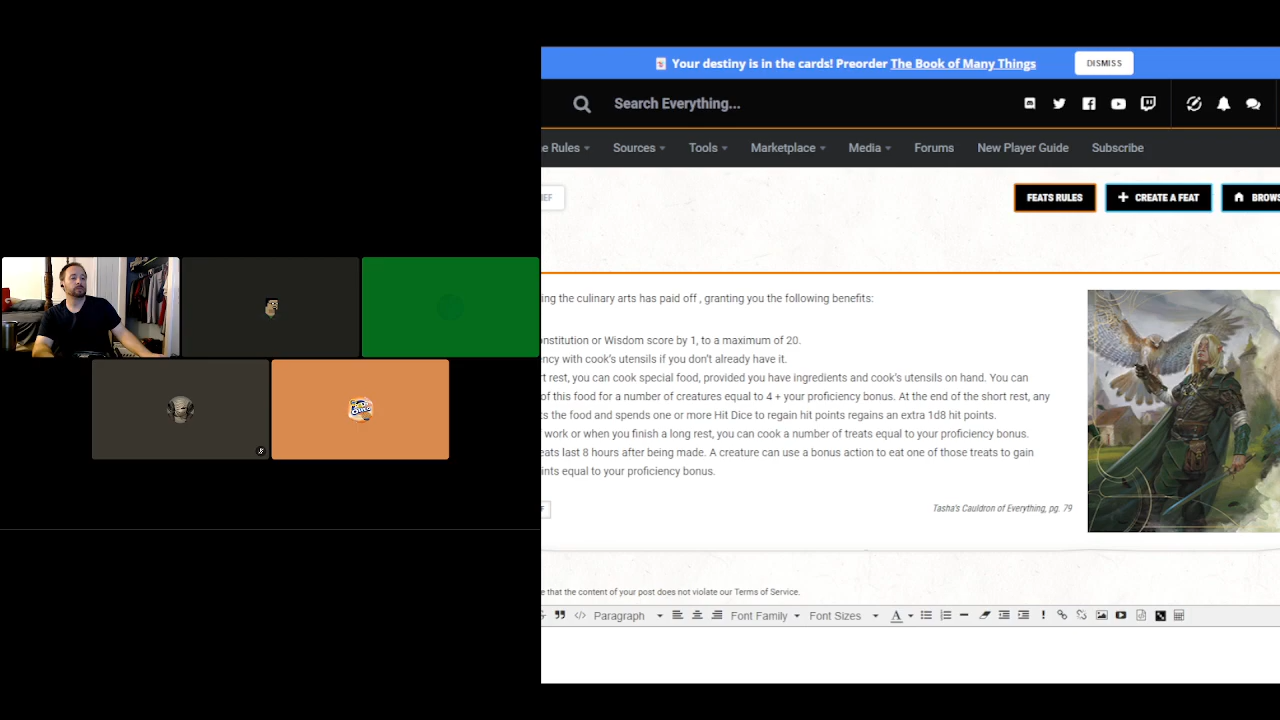 Your destiny is in the cards! Preorder The Book of Many Things
DISMISS
Search Everything...
Rules
Sources
Tools
Marketplace
Media
Forums
New Player Guide
Subscribe
FEATS RULES
CREATE A FEAT
ing the culinary arts has paid off , granting you the following benefits:
onstitution or Wisdom score by 1, to a maximum of 20.
ency with cook's utensils if you don't already have it.
rt rest, you can cook special food, provided you have ingredients and cook's utensils on hand. You can
of this food for a number of creatures equal to 4 + your proficiency bonus. At the end of the short rest, any
ts the food and spends one or more Hit Dice to regain hit points regains an extra 1d8 hit points.
work or when you finish a long rest, you can cook a number of treats equal to your proficiency bonus.
eats last 8 hours after being made. A creature can use a bonus action to eat one of those treats to gain
ints equal to your proficiency bonus.
Tasha's Cauldron of Everything, pg. 79
e that the content of your post does not violate our Terms of Service.
Paragraph
Font Family
Font Sizes
A